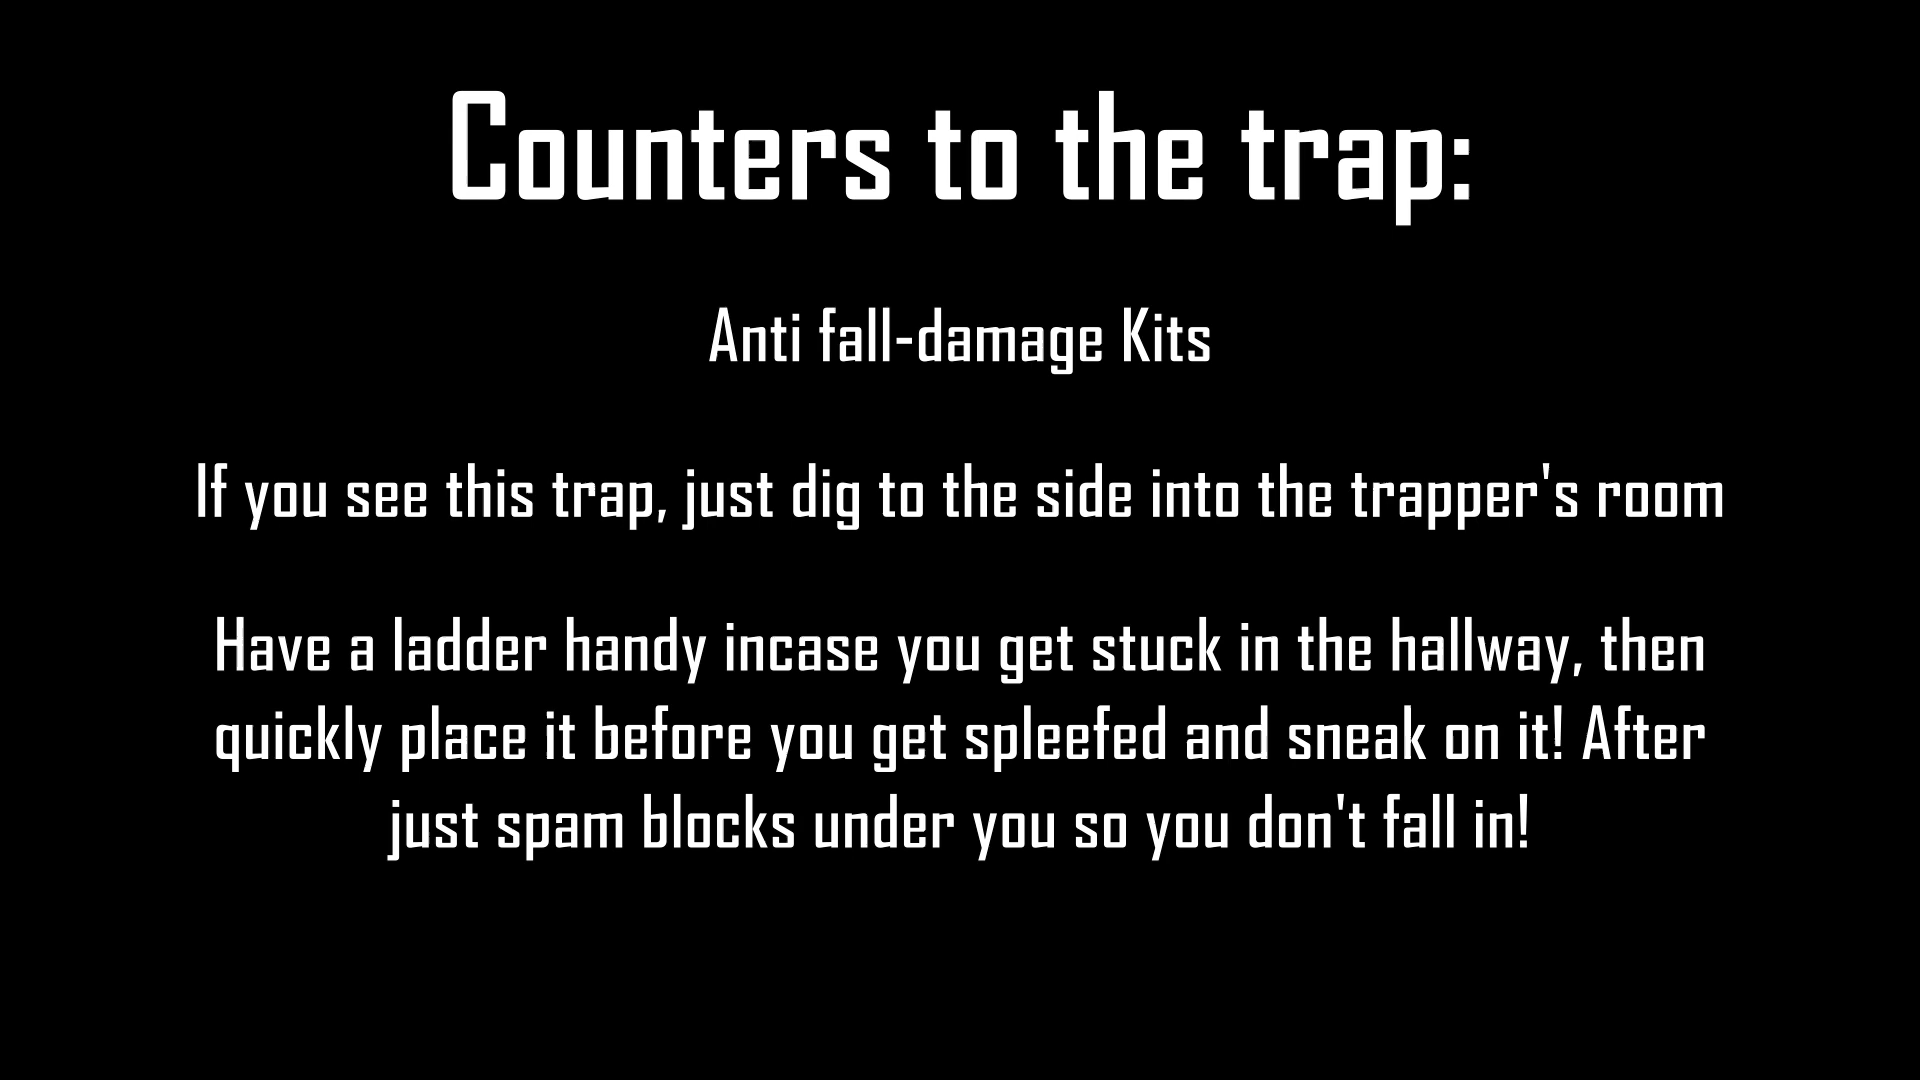 Counters to the trap:
Anti fall-damage Kits
If you see this trap, just dig to the side into the trapper's room
Have a ladder handy incase you get stuck in the hallway, then
quickly place it before you get spleefed and sneak on it! After
just spam blocks under you so you don't fall in!